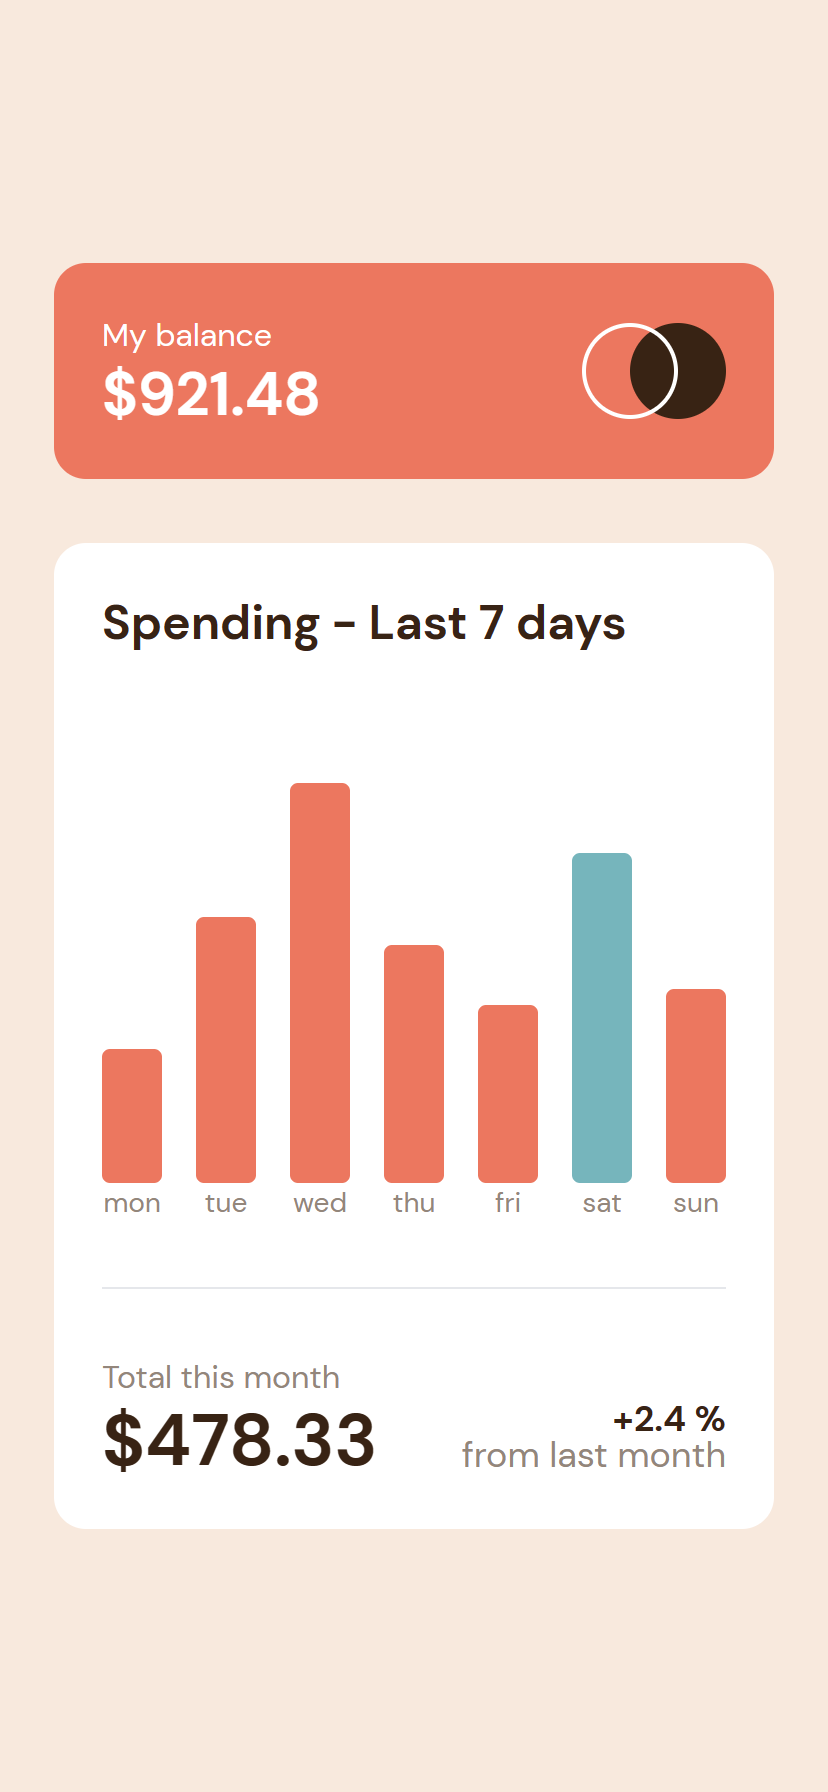 My balance
$921.48
Spending - Last 7 days
mon tue wed thu fri sat sun
Total this month
$478.33
+2.4 %
from last month